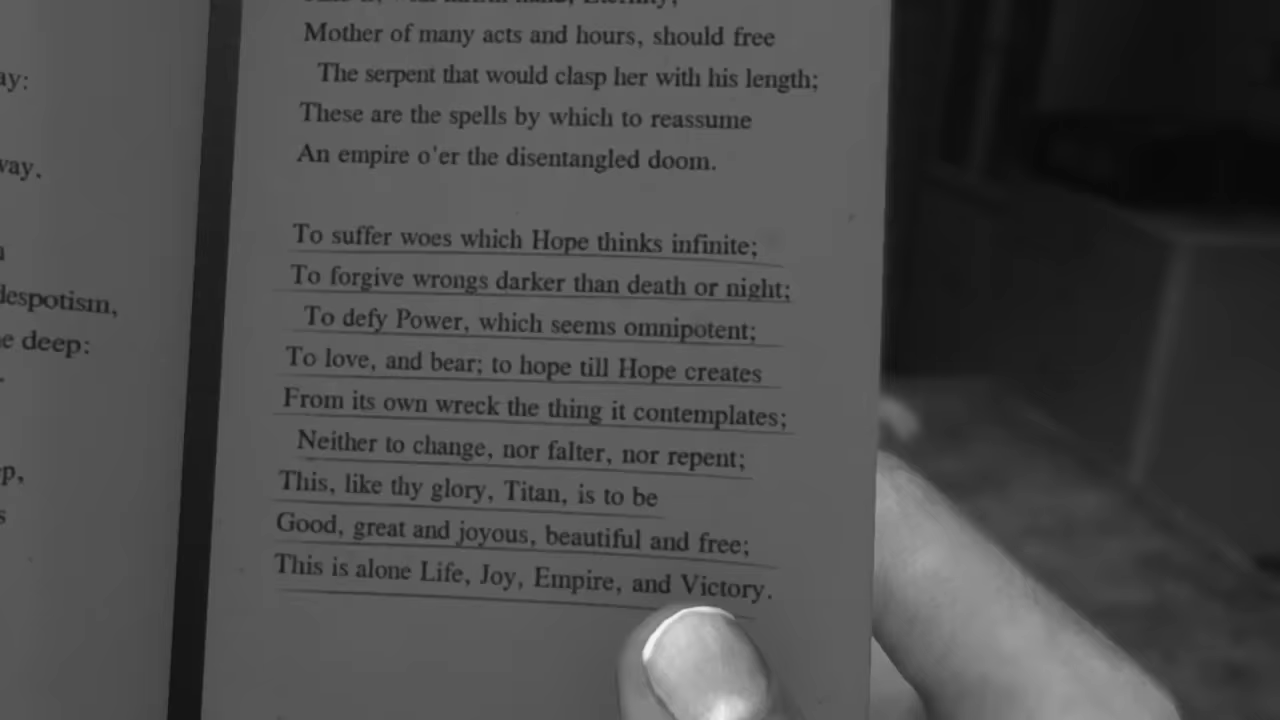 ay:
way.
despotism,
e deep:
p,
s
Mother of many acts and hours, should free
The serpent that would clasp her with his length;
These are the spells by which to reassume
An empire o'er the disentangled doom.
To suffer woes which Hope thinks infinite;
To forgive wrongs darker than death or night;
To defy Power, which seems omnipotent;
To love, and bear; to hope till Hope creates
From its own wreck the thing it contemplates;
Neither to change, nor falter, nor repent;
This, like thy glory, Titan, is to be
Good, great and joyous, beautiful and free;
This is alone Life, Joy, Empire, and Victory.